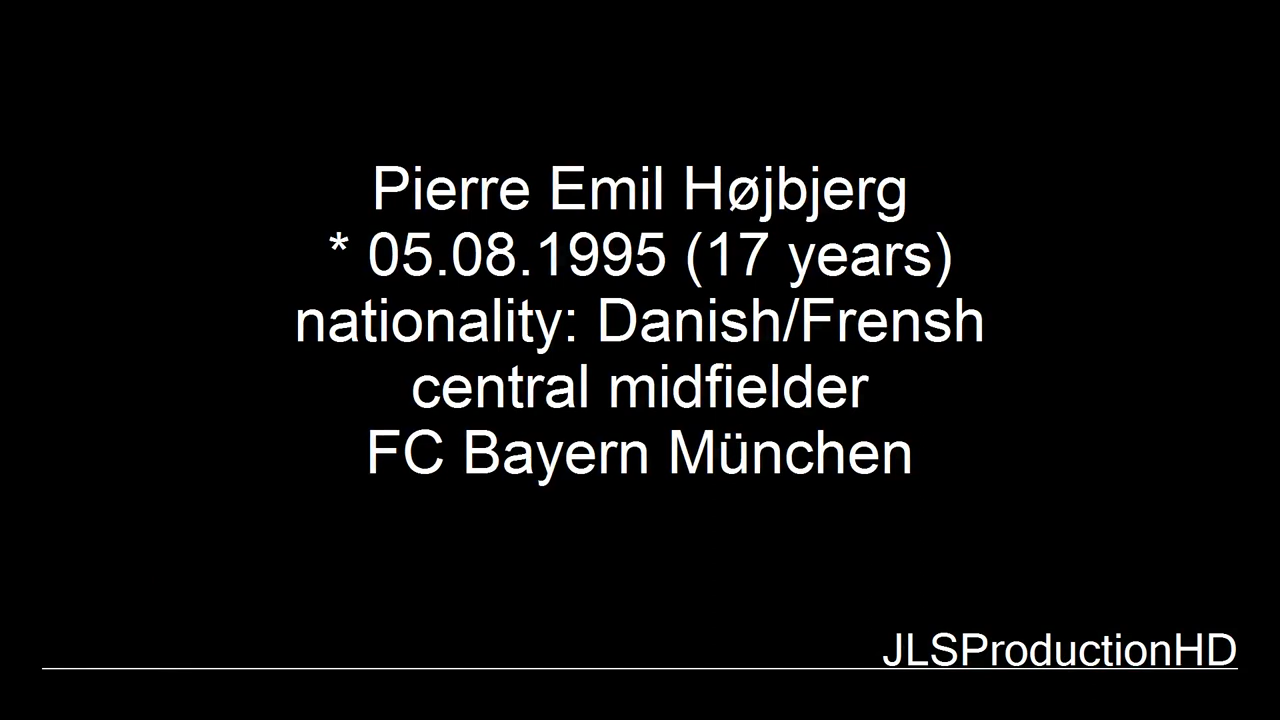 Pierre Emil Højbjerg
* 05.08.1995 (17 years)
nationality: Danish/Frensh
central midfielder
FC Bayern München
JLSProductionHD